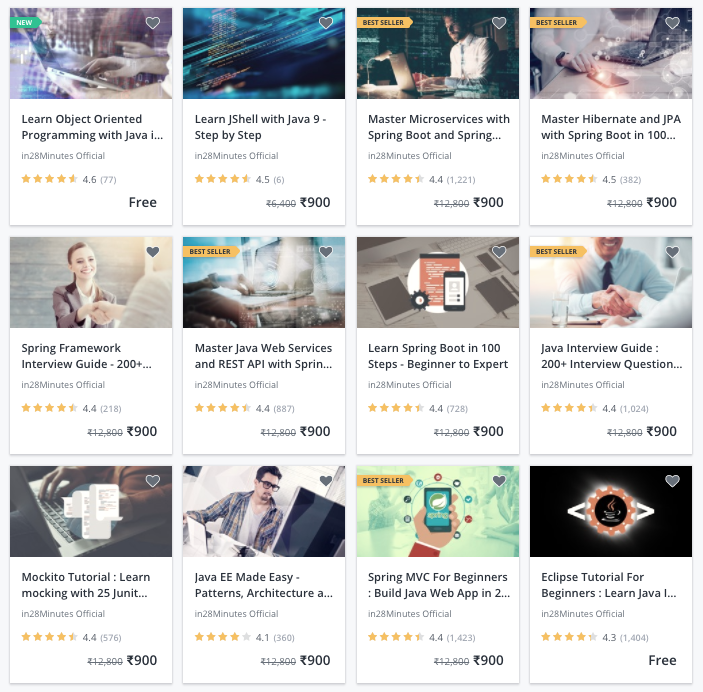 NEW
Learn Object Oriented
Programming with Java i...
in28Minutes Official
4.6 (77)
Free
Learn JShell with Java 9 -
Step by Step
in28Minutes Official
4.5 (6)
₹6,400 ₹900
BEST SELLER
Master Microservices with
Spring Boot and Spring...
in28Minutes Official
4.4 (1,221)
₹12,800 ₹900
BEST SELLER
Master Hibernate and JPA
with Spring Boot in 100...
in28Minutes Official
4.5 (382)
₹12,800 ₹900
Spring Framework
Interview Guide - 200+...
in28Minutes Official
4.4 (218)
₹12,800 ₹900
BEST SELLER
Master Java Web Services
and REST API with Sprin...
in28Minutes Official
4.4 (887)
₹12,800 ₹900
Learn Spring Boot in 100
Steps - Beginner to Expert
in28Minutes Official
4.4 (728)
₹12,800 ₹900
BEST SELLER
Java Interview Guide :
200+ Interview Question...
in28Minutes Official
4.4 (1,024)
₹12,800 ₹900
Mockito Tutorial : Learn
mocking with 25 Junit...
in28Minutes Official
4.4 (576)
₹12,800 ₹900
Java EE Made Easy -
Patterns, Architecture a...
in28Minutes Official
4.1 (360)
₹12,800 ₹900
BEST SELLER
Spring MVC For Beginners
: Build Java Web App in 2...
in28Minutes Official
4.4 (1,423)
₹12,800 ₹900
Eclipse Tutorial For
Beginners : Learn Java I...
in28Minutes Official
4.3 (1,404)
Free